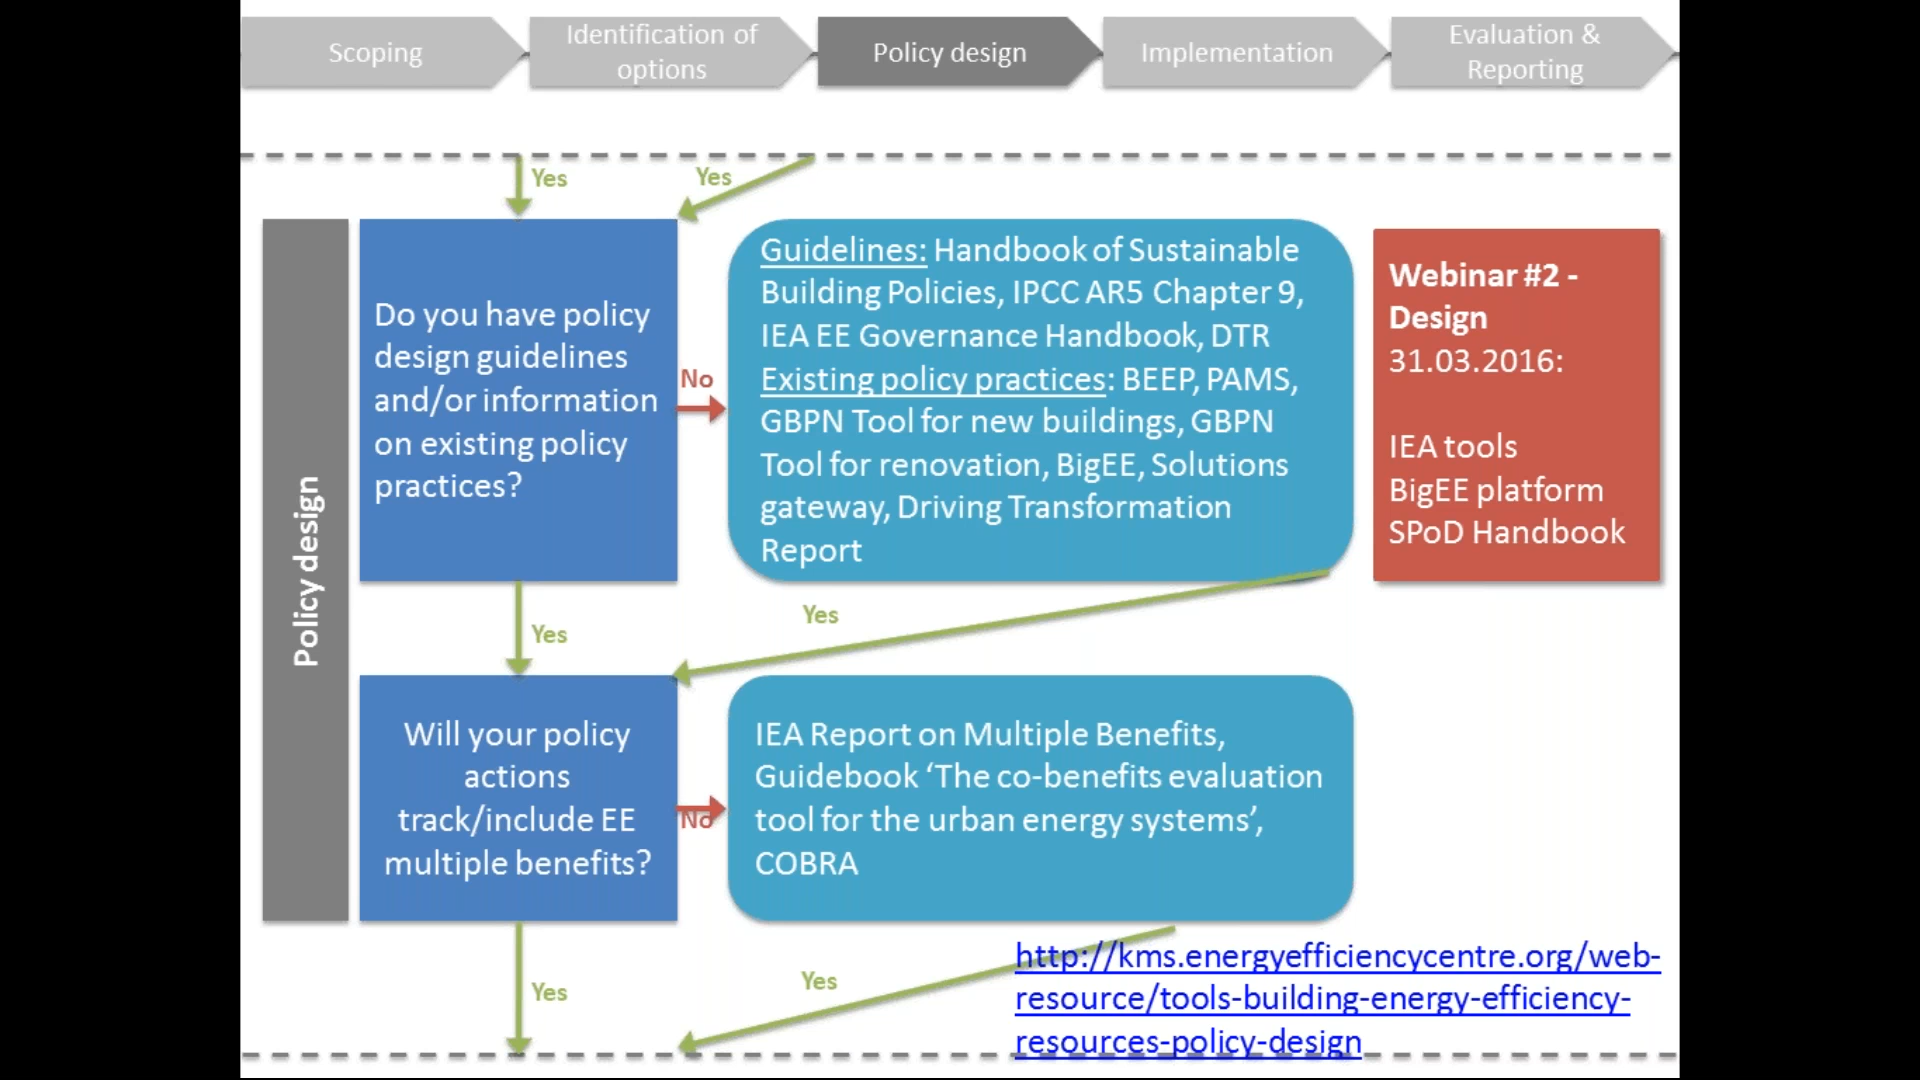 Scoping
Identification of
options
Policy design
Implementation
Evaluation &
Reporting
Yes
Yes
Policy design
Do you have policy
design guidelines
and/or information
on existing policy
practices?
No
Guidelines: Handbook of Sustainable
Building Policies, IPCC AR5 Chapter 9,
IEA EE Governance Handbook, DTR
Existing policy practices: BEEP, PAMS,
GBPN Tool for new buildings, GBPN
Tool for renovation, BigEE, Solutions
gateway, Driving Transformation
Report
Webinar #2 -
Design
31.03.2016:
IEA tools
BigEE platform
SPoD Handbook
Yes
Yes
Will your policy
actions
track/include EE
multiple benefits?
No
IEA Report on Multiple Benefits,
Guidebook ‘The co-benefits evaluation
tool for the urban energy systems’,
COBRA
Yes
Yes
http://kms.energyefficiencycentre.org/web-
resource/tools-building-energy-efficiency-
resources-policy-design